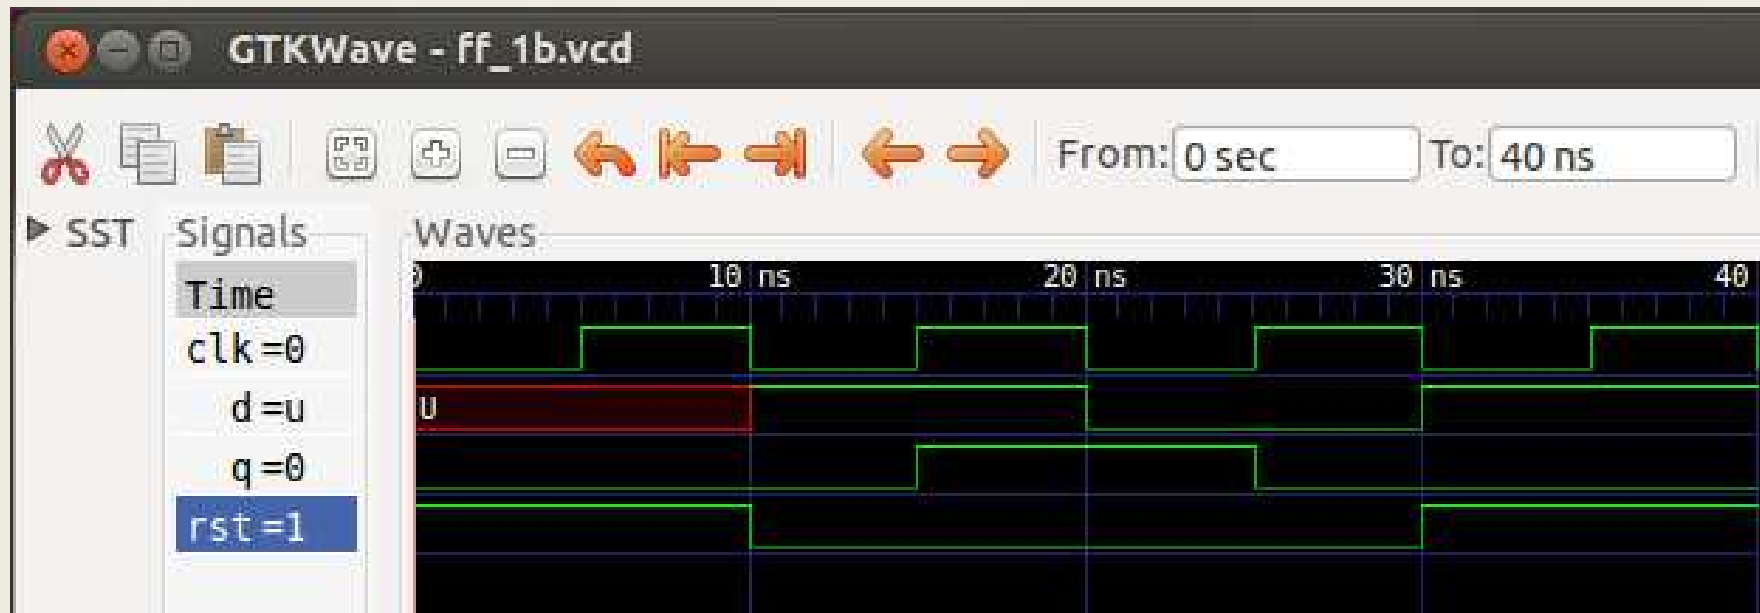 GTKWave - ff_1b.vcd
From: 0 sec To: 40 ns
SST
Signals
Waves
Time
0 10 ns 20 ns 30 ns 40
clk =0
d =u
U
q =0
rst =1